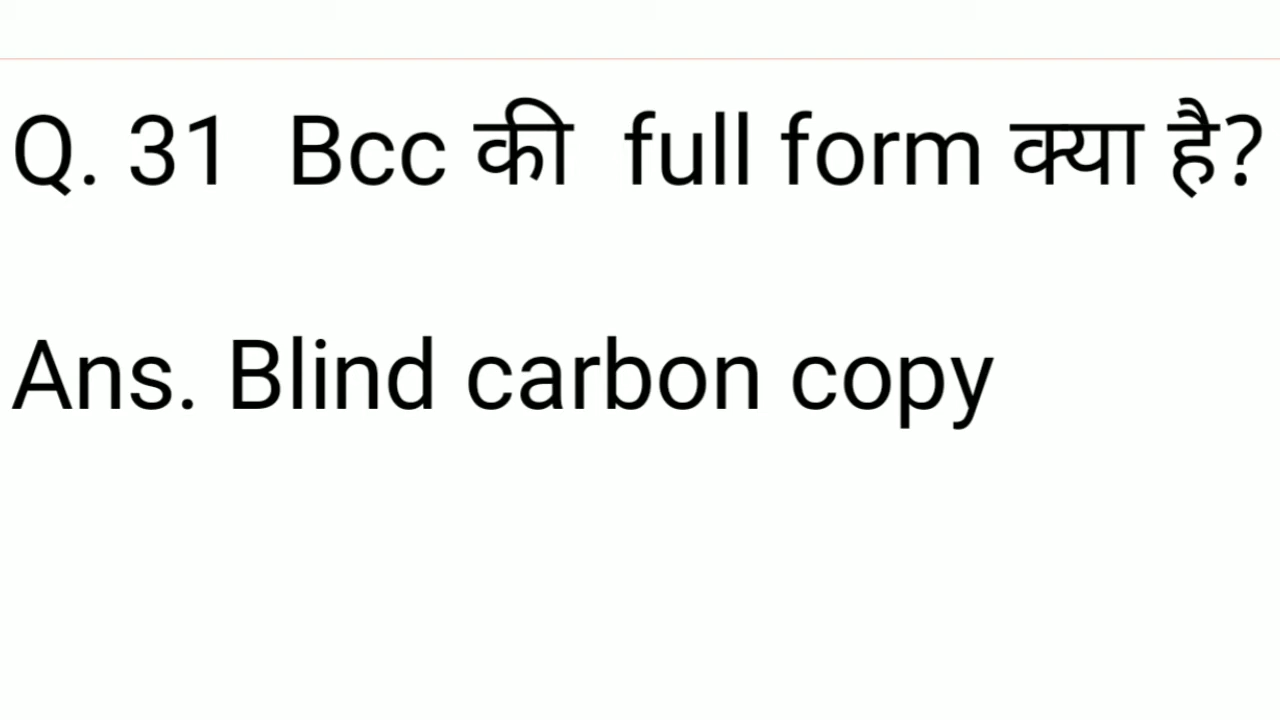 Q. 31 Bcc की full form क्या है?
Ans. Blind carbon copy